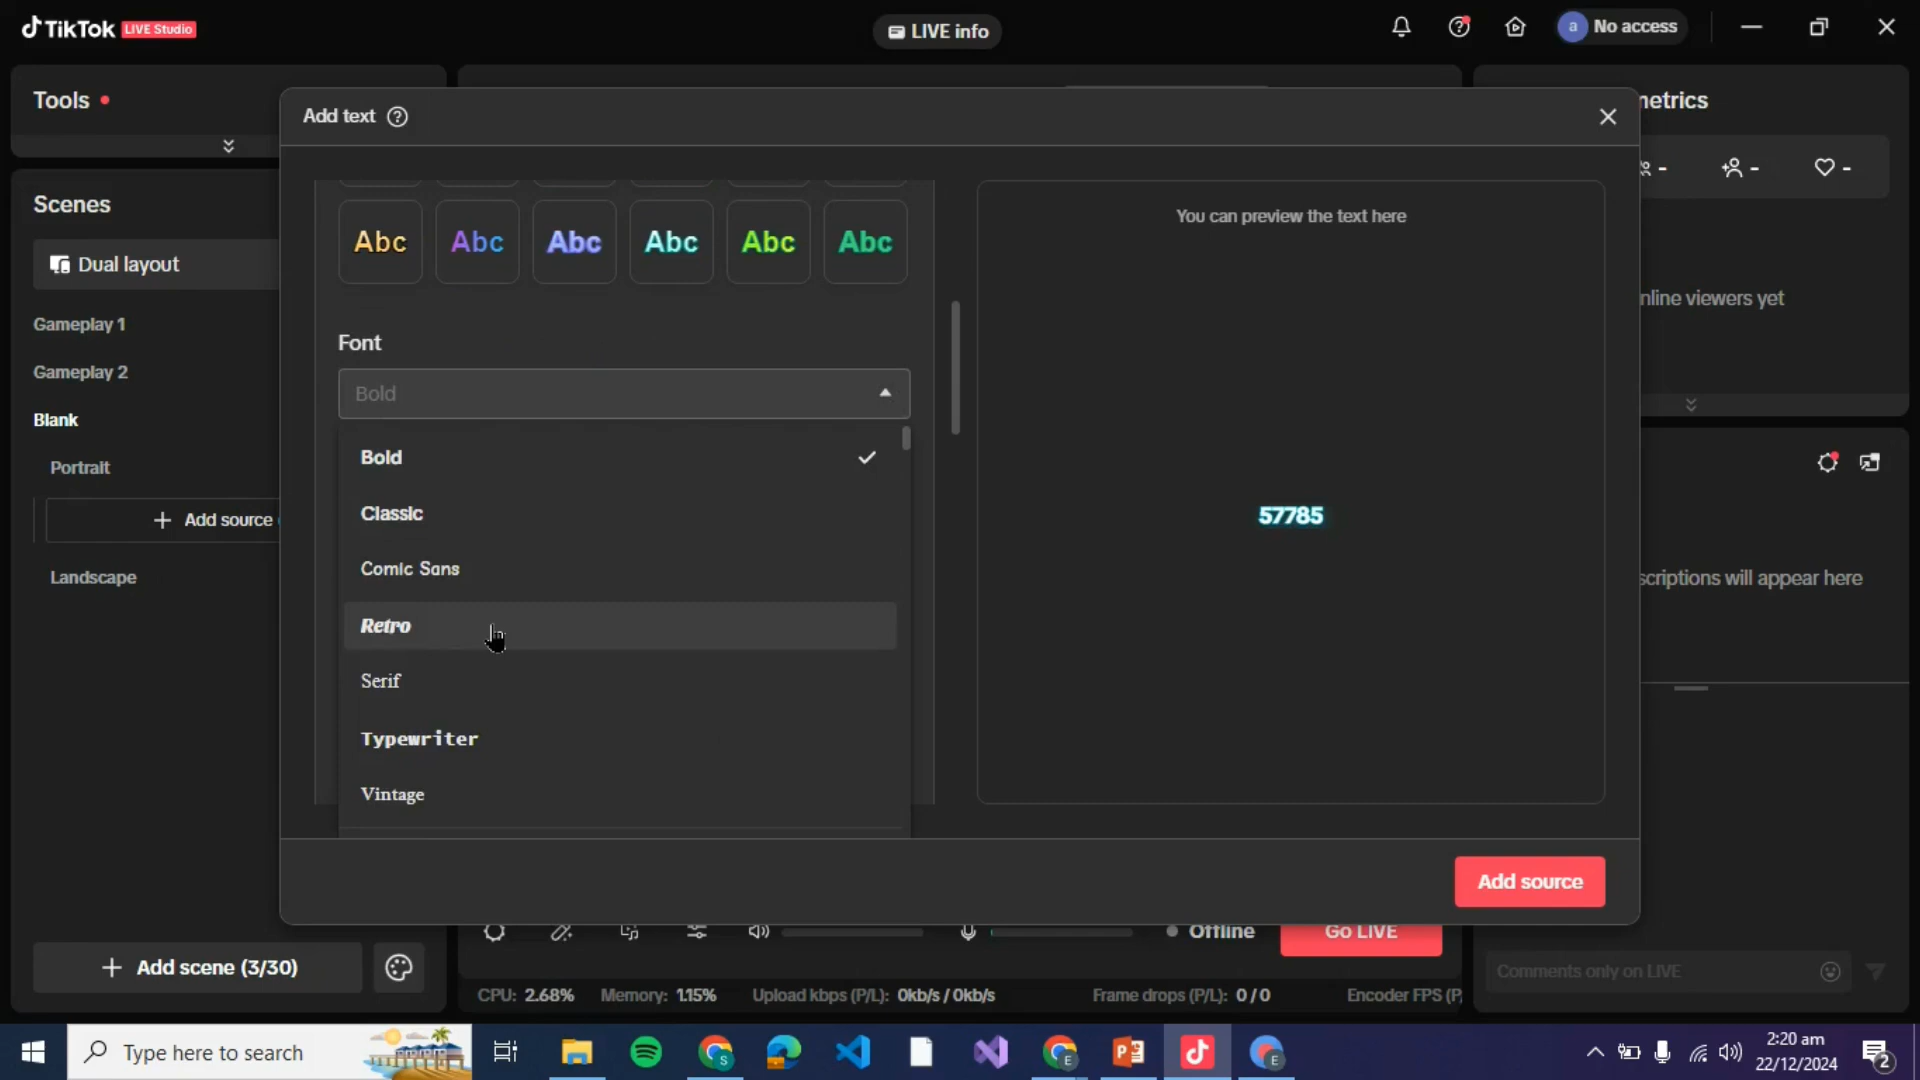 TikTok LIVE Studio
LIVE info
a No access
Tools
Add text
etrics
Scenes
You can preview the text here
- - -
Abc Abc Abc Abc Abc Abc
Dual layout
nline viewers yet
Gameplay 1
Font
Gameplay 2
Bold
Blank
Bold
Portrait
Classic
57785
Add source
Comic Sans
Landscape
scriptions will appear here
Retro
Serif
Typewriter
Vintage
Add source
Offline
Go LIVE
+ Add scene (3/30)
Comments only on LIVE
CPU: 2.68% Memory: 1.15% Upload kbps (P/L): 0kb/s / 0kb/s Frame drops (P/L): 0 / 0 Encoder FPS (P
Type here to search
2:20 am
22/12/2024
2